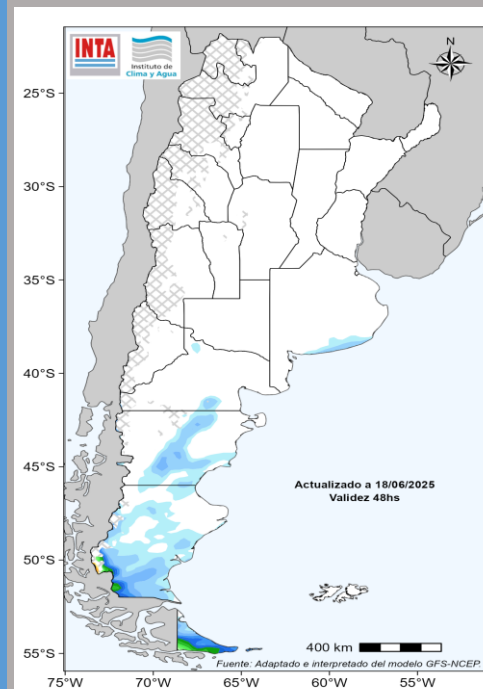 INTA
Instituto de
Clima y Agua
N
25°S
30°S
35°S
40°S
45°S
50°S
55°S
Actualizado a 18/06/2025
Validez 48hs
400 km
Fuente: Adaptado e interpretado del modelo GFS-NCEP.
75°W 70°W 65°W 60°W 55°W